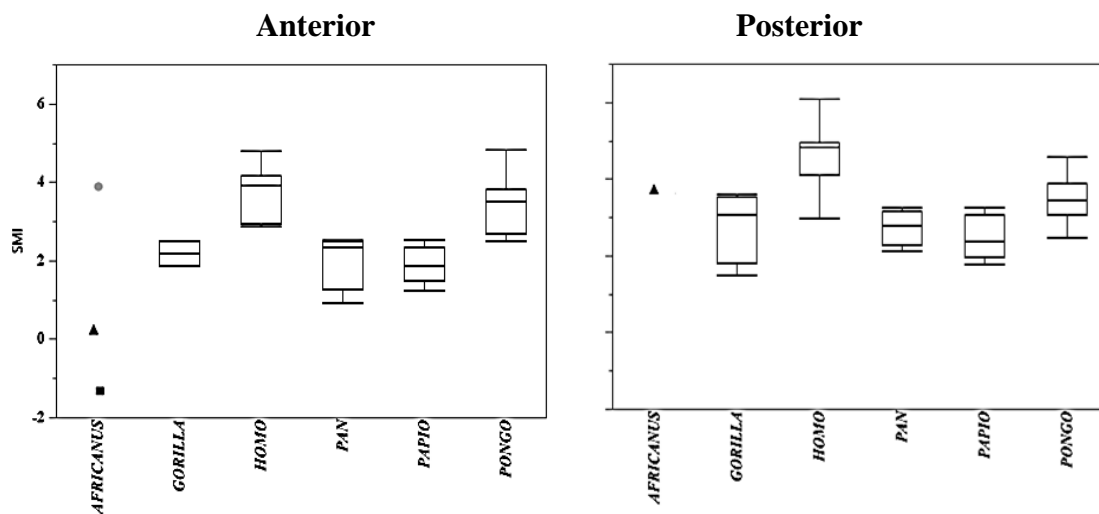 Anterior
Posterior
SMI
6
4
2
0
-2
AFRICANUS
GORILLA
HOMO
PAN
PAPIO
PONGO
AFRICANUS
GORILLA
HOMO
PAN
PAPIO
PONGO